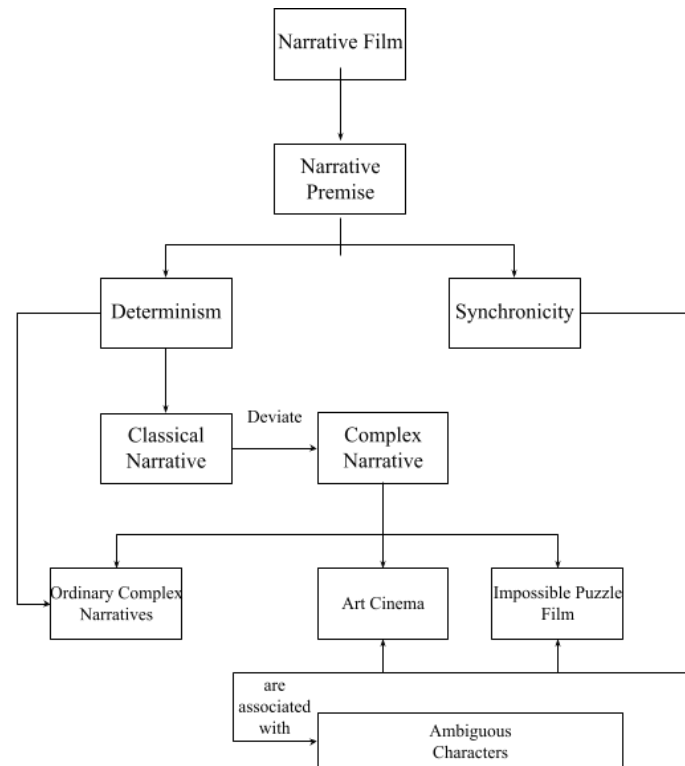 Narrative Film
Narrative
Premise
Determinism
Synchronicity
Classical
Narrative
Deviate
Complex
Narrative
Ordinary Complex
Narratives
Art Cinema
Impossible Puzzle
Film
are
associated
with
Ambiguous
Characters